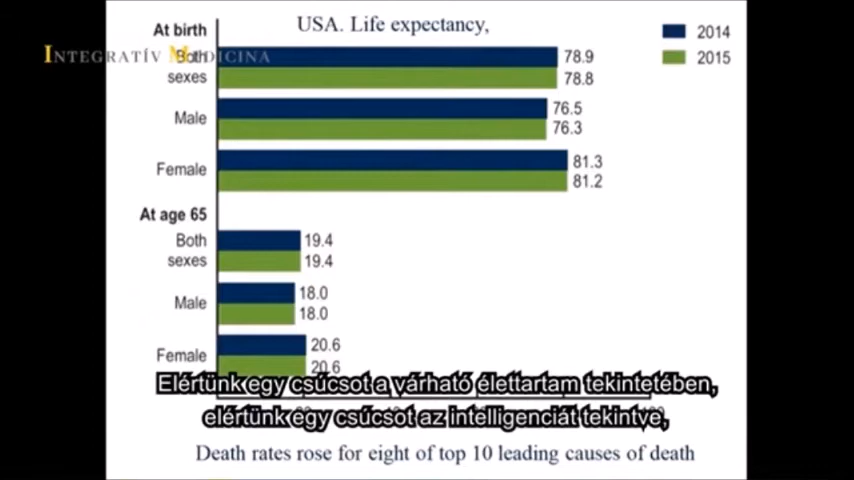 USA. Life expectancy,
At birth
INTEGRATÍV MEDICINA
2014
2015
Both
sexes
78.9
78.8
Male
76.5
76.3
Female
81.3
81.2
At age 65
Both
sexes
19.4
19.4
Male
18.0
18.0
Female
20.6
20.6
Elértünk egy csúcsot a várható élettartam tekintetében,
elértünk egy csúcsot az intelligenciát tekintve,
Death rates rose for eight of top 10 leading causes of death